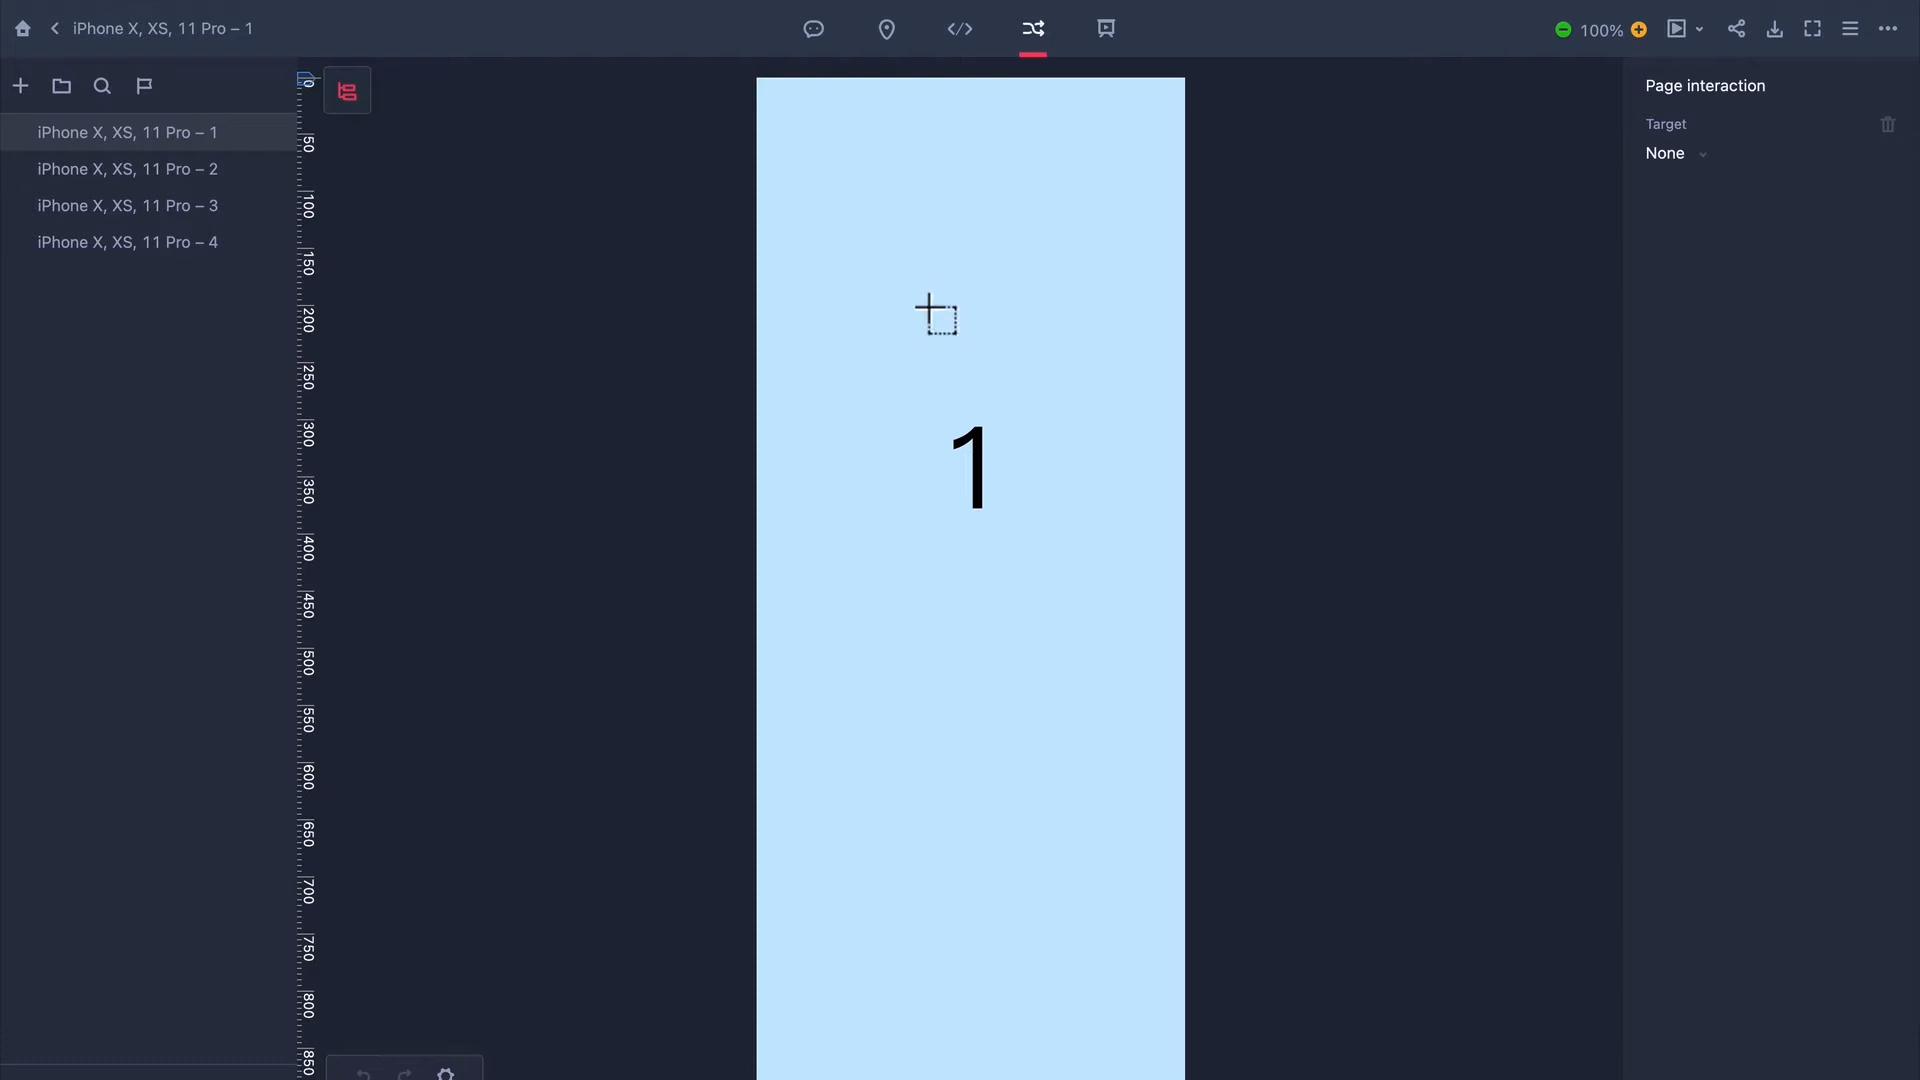 iPhone X, XS, 11 Pro – 1
100%
iPhone X, XS, 11 Pro – 1
iPhone X, XS, 11 Pro – 2
iPhone X, XS, 11 Pro – 3
iPhone X, XS, 11 Pro – 4
0
50
100
150
200
250
300
350
400
450
500
550
600
650
700
750
800
850
1
Page interaction
Target
None